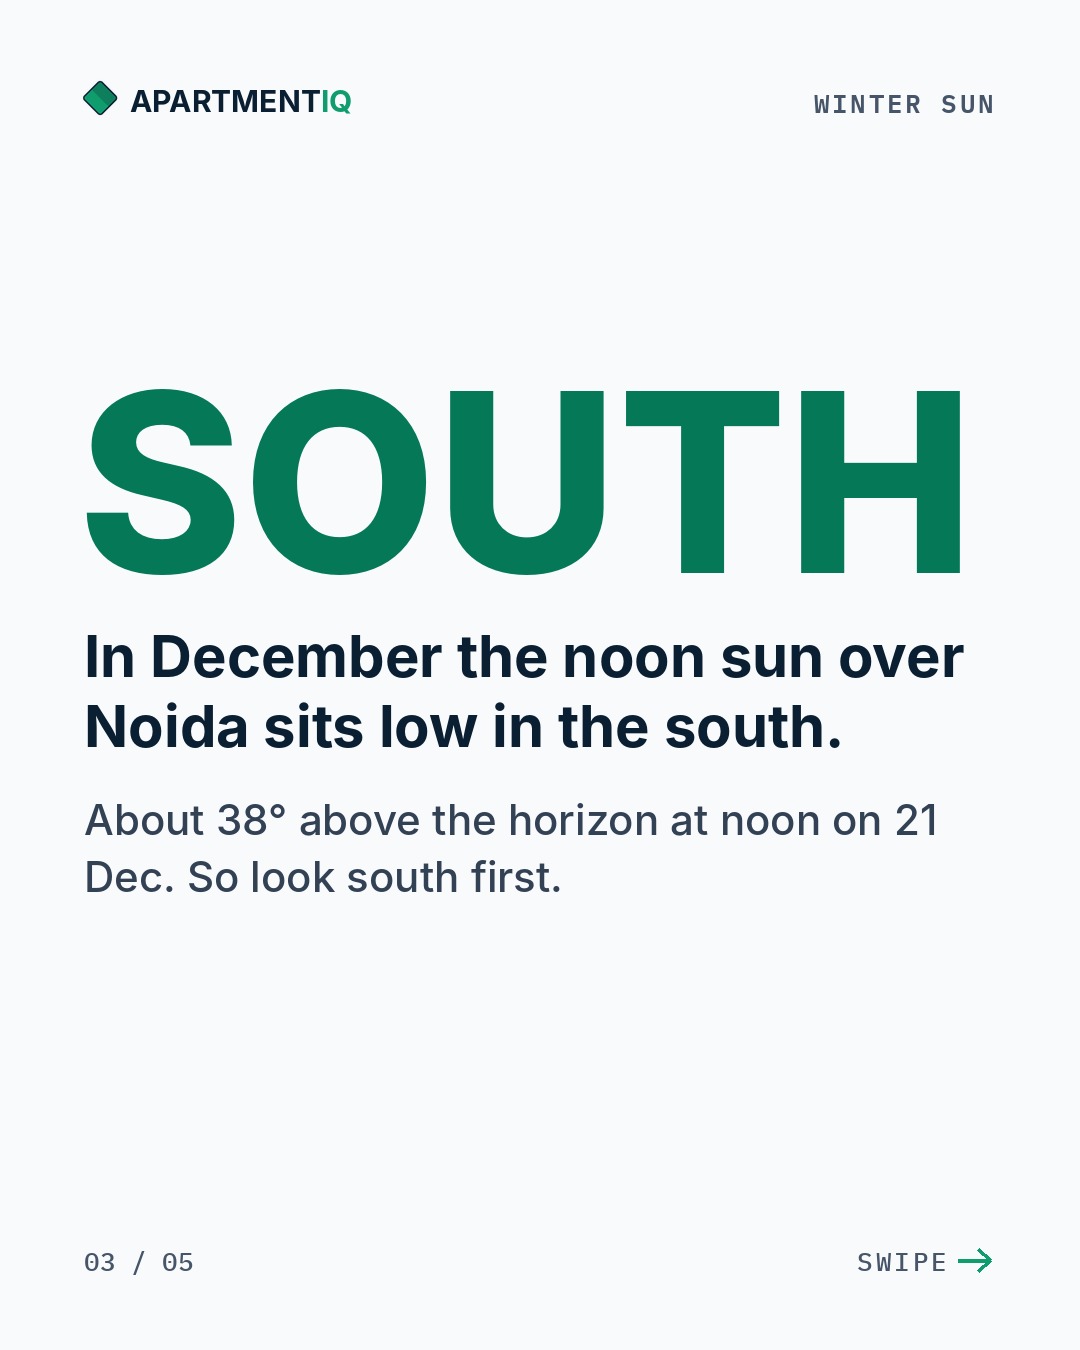 APARTMENTIQ
WINTER SUN
SOUTH
In December the noon sun over
Noida sits low in the south.
About 38° above the horizon at noon on 21
Dec. So look south first.
03 / 05
SWIPE →